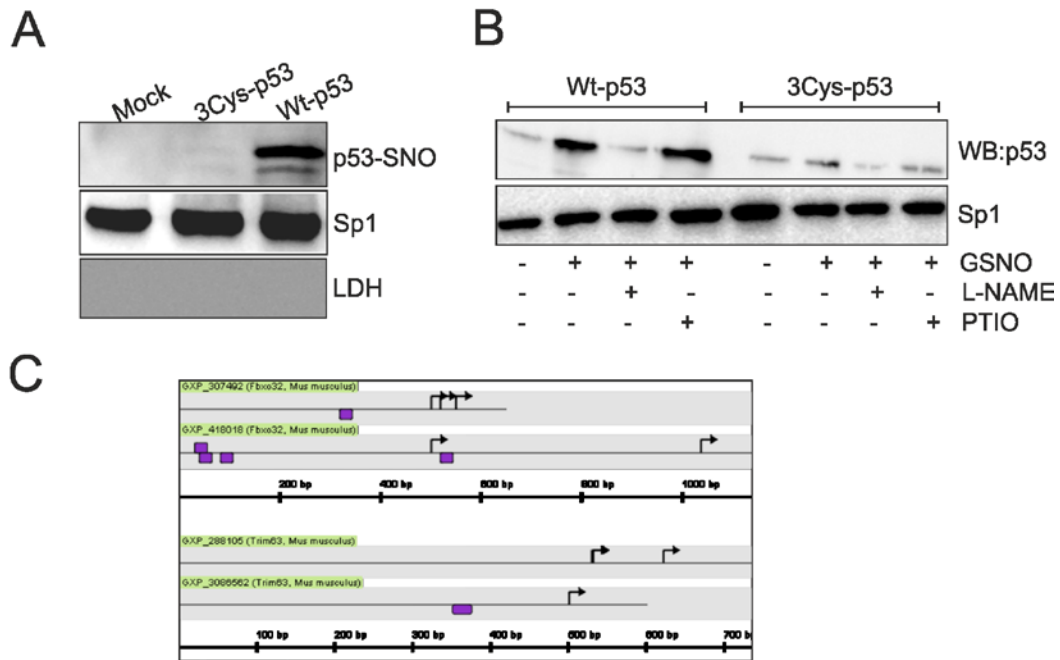 A
Mock
3Cys-p53
Wt-p53
p53-SNO
Sp1
LDH
B
Wt-p53
3Cys-p53
WB:p53
Sp1
- + + + - + + + GSNO
- - + - - - + - L-NAME
- - - + - - - + PTIO
C
GXP_307492 (Fbxo32, Mus musculus)
GXP_418018 (Fbxo32, Mus musculus)
200 bp 400 bp 600 bp 800 bp 1000 bp
GXP_288105 (Trim63, Mus musculus)
GXP_3086562 (Trim63, Mus musculus)
100 bp 200 bp 300 bp 400 bp 500 bp 600 bp 700 bp